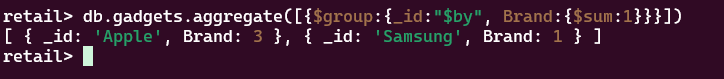 retail> db.gadgets.aggregate([{$group:{_id:"$by", Brand:{$sum:1}}}])
[ { _id: 'Apple', Brand: 3 }, { _id: 'Samsung', Brand: 1 } ]
retail>